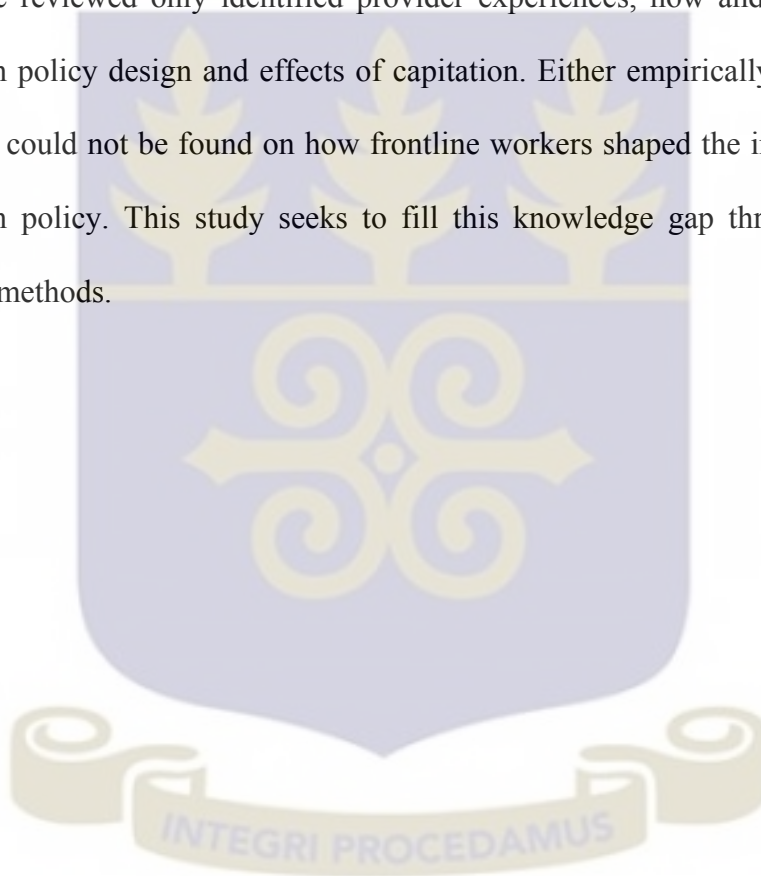 reviewed only identified provider experiences, how and
policy design and effects of capitation. Either empirically
could not be found on how frontline workers shaped the
policy. This study seeks to fill this knowledge gap
methods.
INTEGRI PROCEDAMUS